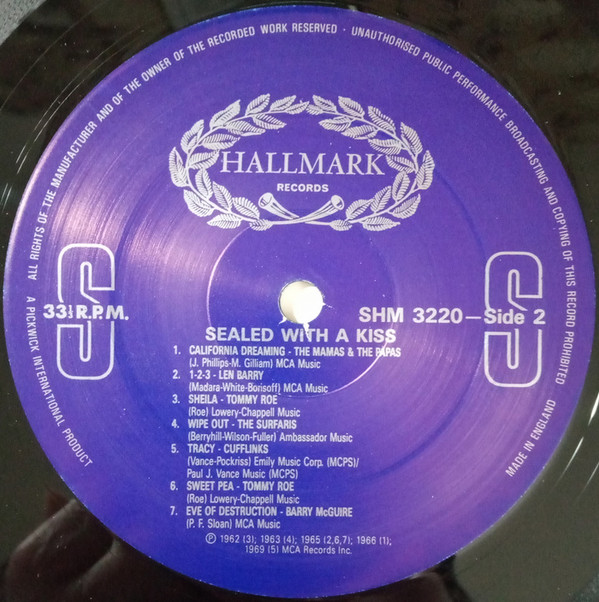 ALL RIGHTS OF THE MANUFACTURER AND OF THE OWNER OF THE RECORDED WORK RESERVED · UNAUTHORISED PUBLIC PERFORMANCE BROADCASTING AND COPYING OF THIS RECORD PROHIBITED
HALLMARK
RECORDS
S
33⅓ R.P.M.
S
SHM 3220—Side 2
SEALED WITH A KISS
1. CALIFORNIA DREAMING - THE MAMAS & THE PAPAS
(J. Phillips-M. Gilliam) MCA Music
2. 1-2-3 - LEN BARRY
(Madara-White-Borisoff) MCA Music
3. SHEILA - TOMMY ROE
(Roe) Lowery-Chappell Music
4. WIPE OUT - THE SURFARIS
(Berryhill-Wilson-Fuller) Ambassador Music
5. TRACY - CUFFLINKS
(Vance-Pockriss) Emily Music Corp. (MCPS)/
Paul J. Vance Music (MCPS)
6. SWEET PEA - TOMMY ROE
(Roe) Lowery-Chappell Music
7. EVE OF DESTRUCTION - BARRY McGUIRE
(P. F. Sloan) MCA Music
℗ 1962 (3); 1963 (4); 1965 (2,6,7); 1966 (1);
1969 (5) MCA Records Inc.
A PICKWICK INTERNATIONAL PRODUCT
MADE IN ENGLAND